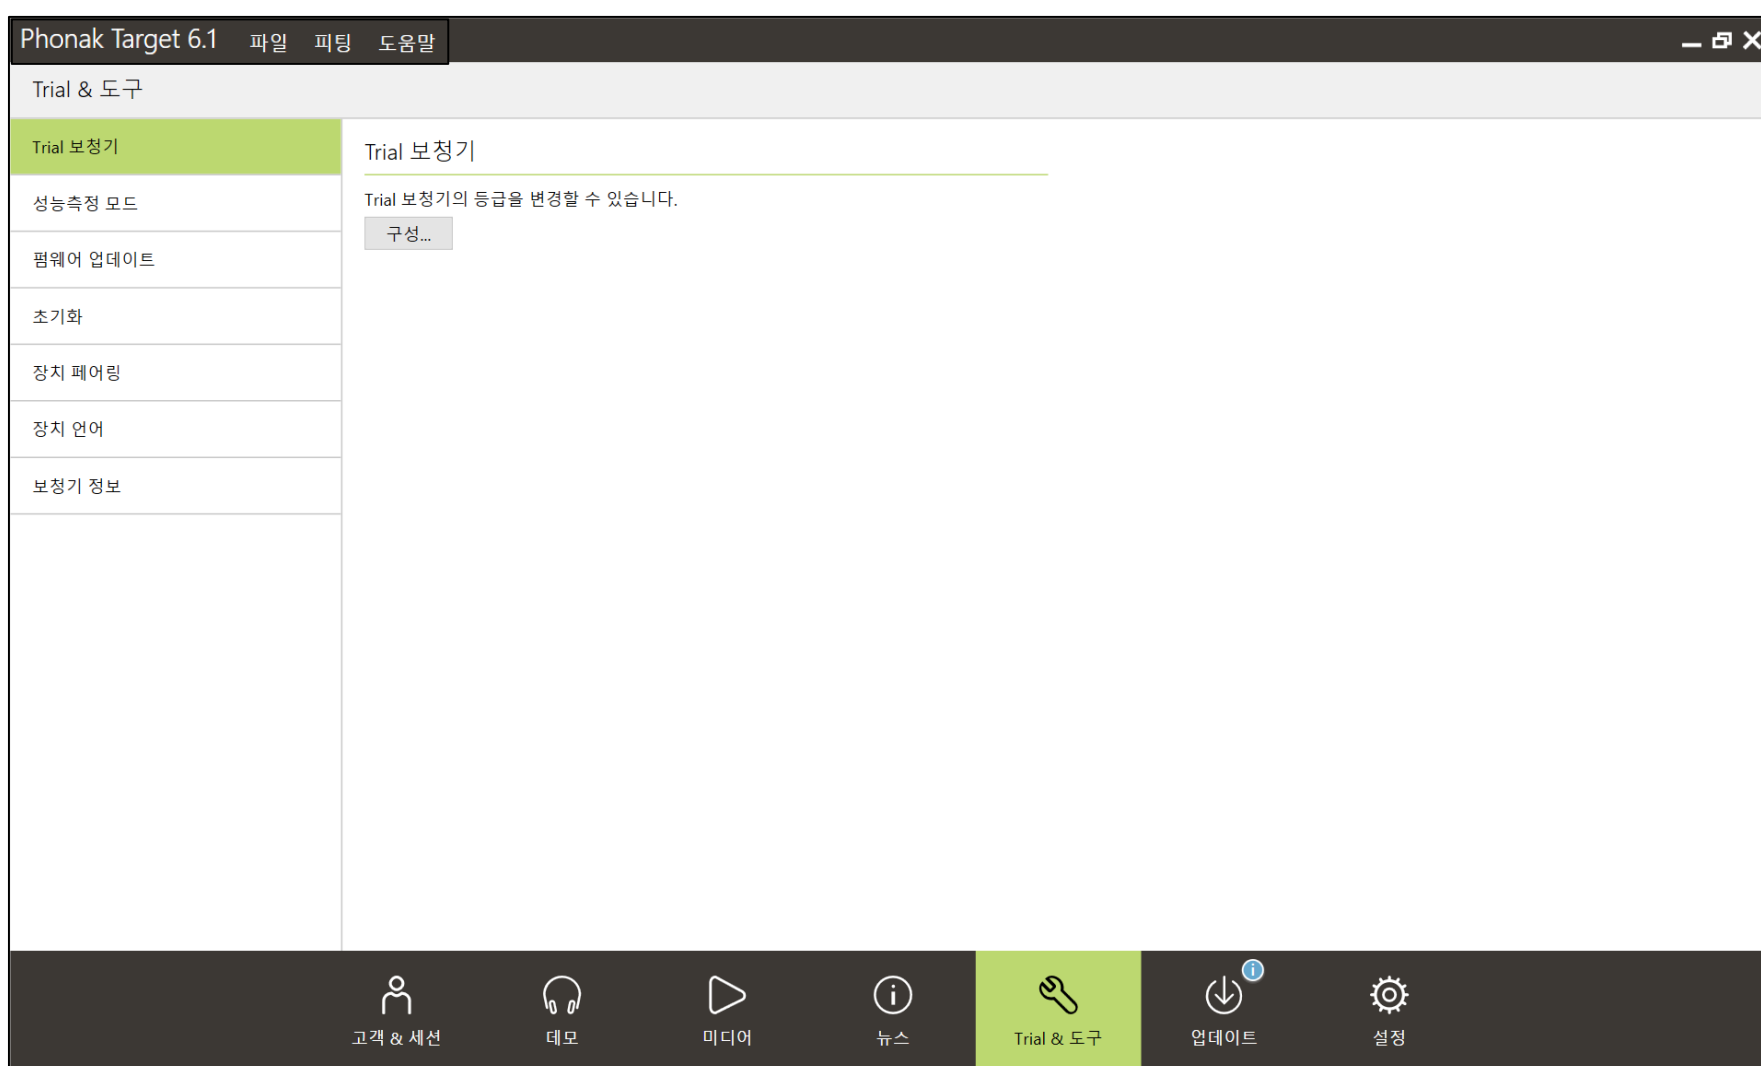 Phonak Target 6.1 파일 피팅 도움말
Trial & 도구
Trial 보청기
성능측정 모드
펌웨어 업데이트
초기화
장치 페어링
장치 언어
보청기 정보
Trial 보청기
Trial 보청기의 등급을 변경할 수 있습니다.
구성...
고객 & 세션
데모
미디어
뉴스
Trial & 도구
업데이트
설정